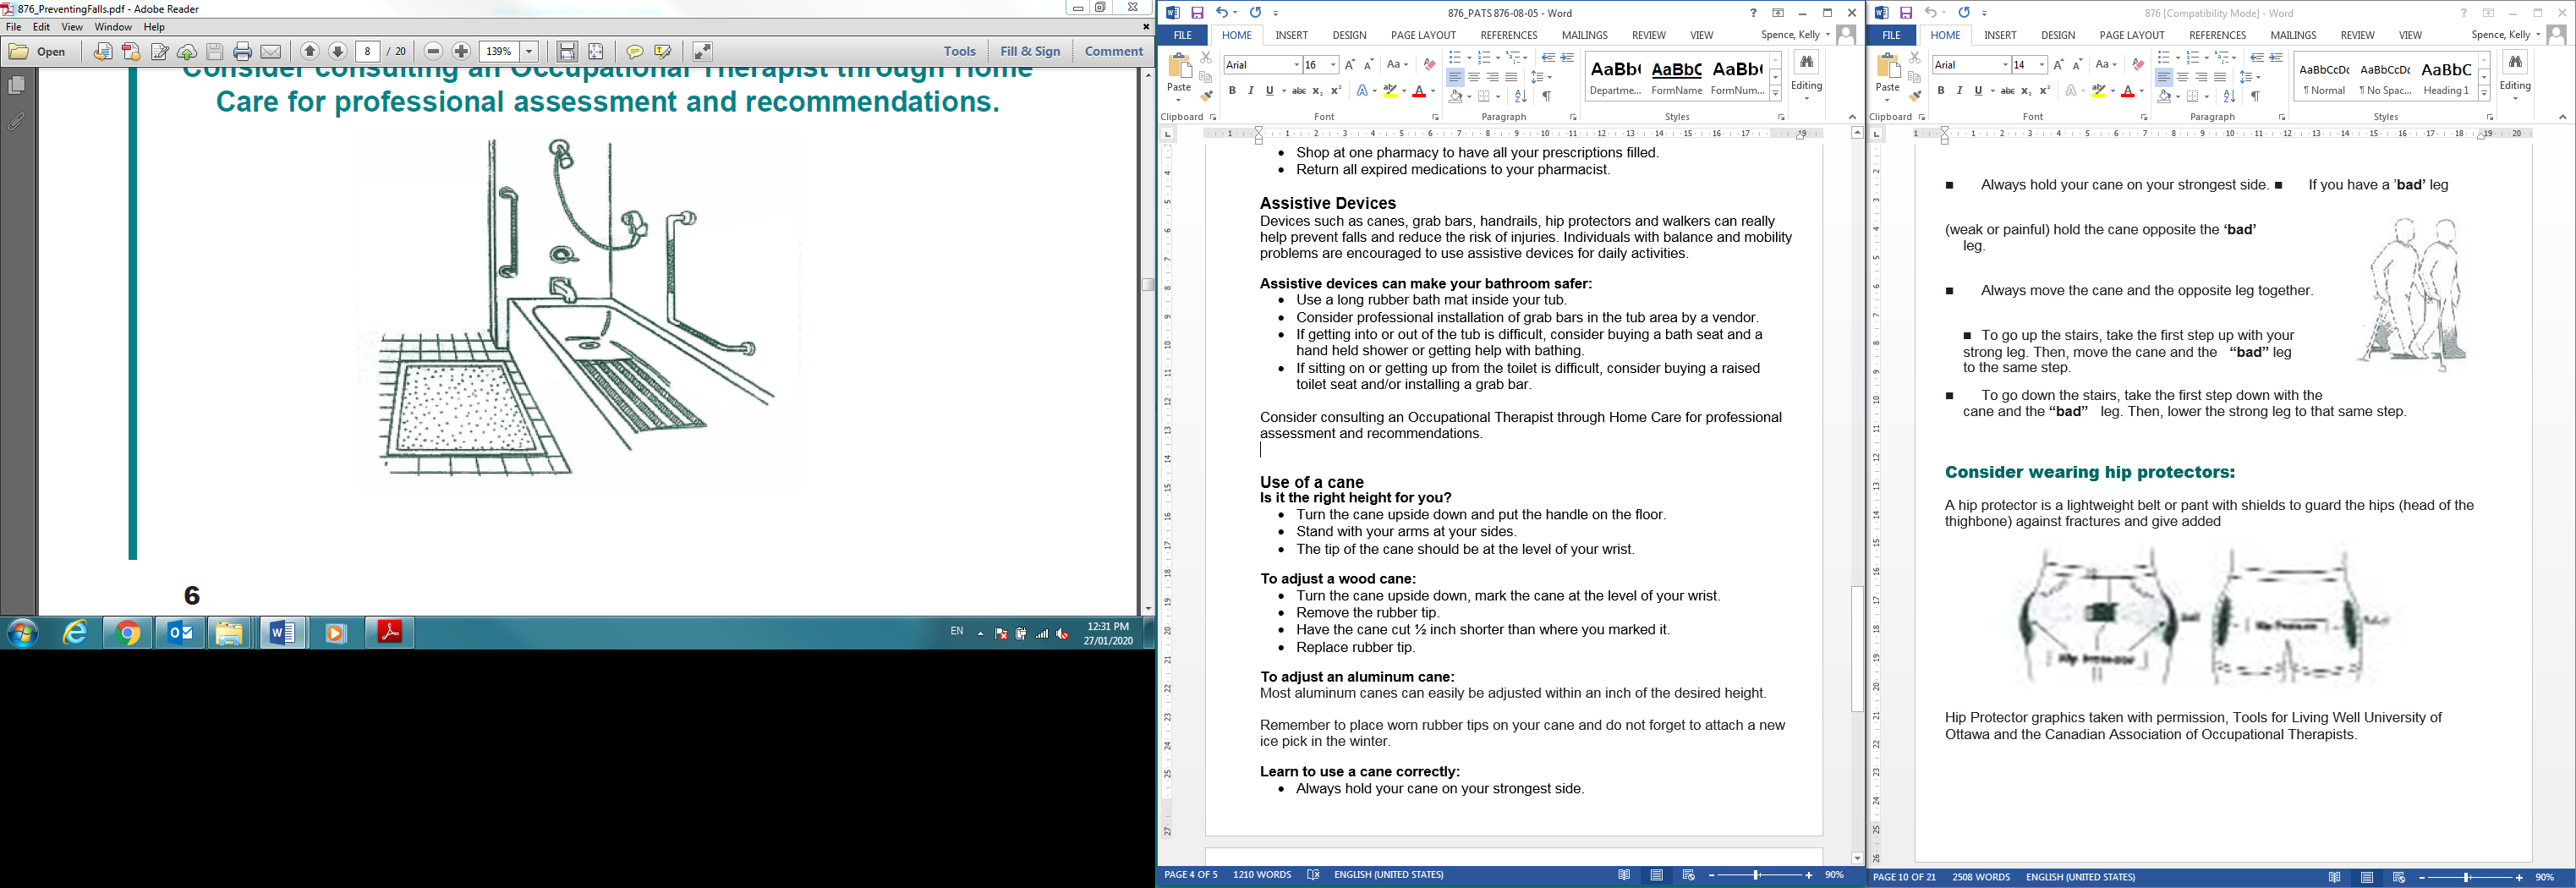 876_PreventingFalls.pdf - Adobe Reader
File Edit View Window Help
Open 8 / 20 139% Tools Fill & Sign Comment
Consider consulting an Occupational Therapist through Home
Care for professional assessment and recommendations.
6
EN 12:31 PM
27/01/2020
876_PATS 876-08-05 - Word
FILE HOME INSERT DESIGN PAGE LAYOUT REFERENCES MAILINGS REVIEW VIEW Spence, Kelly
Arial 16
Paste
B I U abc X₂ X² A
AaBb( AaBbC AaBb(
Departme... FormName FormNum...
Editing
Clipboard Font Paragraph Styles
• Shop at one pharmacy to have all your prescriptions filled.
• Return all expired medications to your pharmacist.
Assistive Devices
Devices such as canes, grab bars, handrails, hip protectors and walkers can really
help prevent falls and reduce the risk of injuries. Individuals with balance and mobility
problems are encouraged to use assistive devices for daily activities.
Assistive devices can make your bathroom safer:
• Use a long rubber bath mat inside your tub.
• Consider professional installation of grab bars in the tub area by a vendor.
• If getting into or out of the tub is difficult, consider buying a bath seat and a
hand held shower or getting help with bathing.
• If sitting on or getting up from the toilet is difficult, consider buying a raised
toilet seat and/or installing a grab bar.
Consider consulting an Occupational Therapist through Home Care for professional
assessment and recommendations.
Use of a cane
Is it the right height for you?
• Turn the cane upside down and put the handle on the floor.
• Stand with your arms at your sides.
• The tip of the cane should be at the level of your wrist.
To adjust a wood cane:
• Turn the cane upside down, mark the cane at the level of your wrist.
• Remove the rubber tip.
• Have the cane cut ½ inch shorter than where you marked it.
• Replace rubber tip.
To adjust an aluminum cane:
Most aluminum canes can easily be adjusted within an inch of the desired height.
Remember to place worn rubber tips on your cane and do not forget to attach a new
ice pick in the winter.
Learn to use a cane correctly:
• Always hold your cane on your strongest side.
PAGE 4 OF 5 1210 WORDS ENGLISH (UNITED STATES) 90%
876 [Compatibility Mode] - Word
FILE HOME INSERT DESIGN PAGE LAYOUT REFERENCES MAILINGS REVIEW VIEW Spence, Kelly
Arial 14
Paste
B I U abc X₂ X² A
AaBbCcDc AaBbCcDc AaBbC
¶ Normal ¶ No Spac... Heading 1
Editing
Clipboard Font Paragraph Styles
■ Always hold your cane on your strongest side. ■ If you have a 'bad' leg
(weak or painful) hold the cane opposite the ‘bad’
leg.
■ Always move the cane and the opposite leg together.
■ To go up the stairs, take the first step up with your
strong leg. Then, move the cane and the “bad” leg
to the same step.
■ To go down the stairs, take the first step down with the
cane and the “bad” leg. Then, lower the strong leg to that same step.
Consider wearing hip protectors:
A hip protector is a lightweight belt or pant with shields to guard the hips (head of the
thighbone) against fractures and give added
Hip Protector graphics taken with permission, Tools for Living Well University of
Ottawa and the Canadian Association of Occupational Therapists.
PAGE 10 OF 21 2508 WORDS ENGLISH (UNITED STATES) 90%